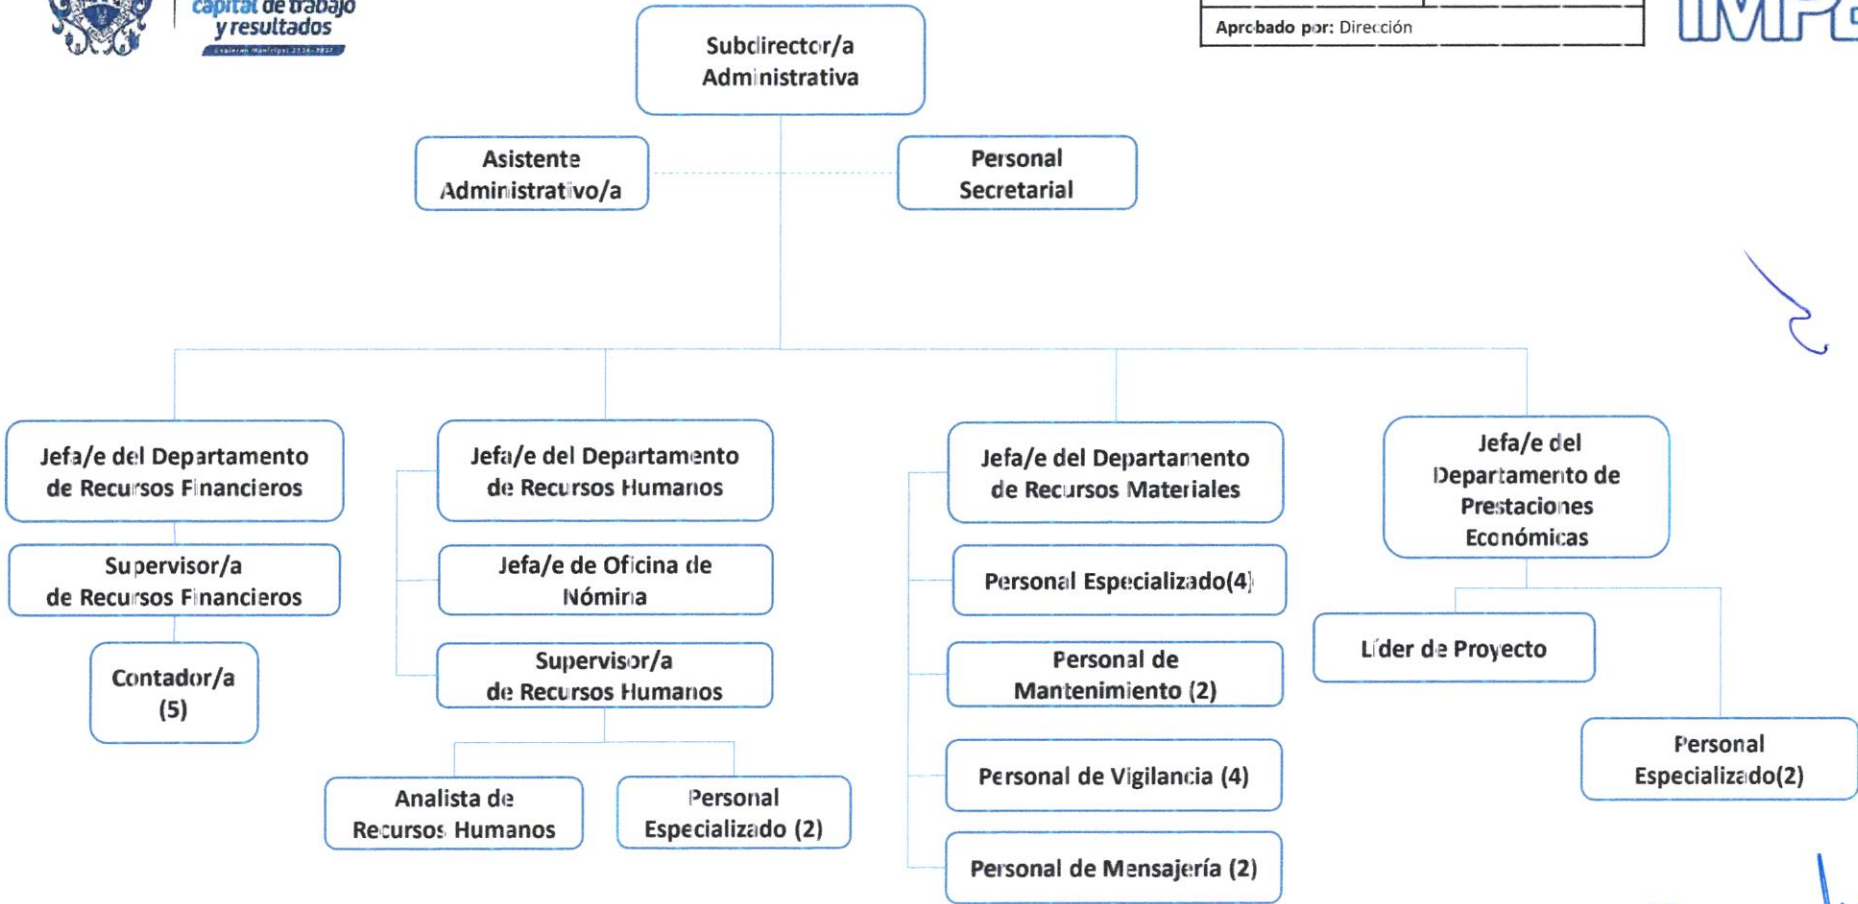 capital de trabajo
y resultados
Aprobado por: Dirección
Subdirector/a
Administrativa
Asistente
Administrativo/a
Personal
Secretarial
Jefa/e del Departamento
de Recursos Financieros
Jefa/e del Departamento
de Recursos Humanos
Jefa/e del Departamento
de Recursos Materiales
Jefa/e del
Departamento de
Prestaciones
Económicas
Supervisor/a
de Recursos Financieros
Jefa/e de Oficina de
Nómina
Personal Especializado(4)
Líder de Proyecto
Contador/a
(5)
Supervisor/a
de Recursos Humanos
Personal de
Mantenimiento (2)
Personal
Especializado(2)
Analista de
Recursos Humanos
Personal
Especializado (2)
Personal de Vigilancia (4)
Personal de Mensajería (2)